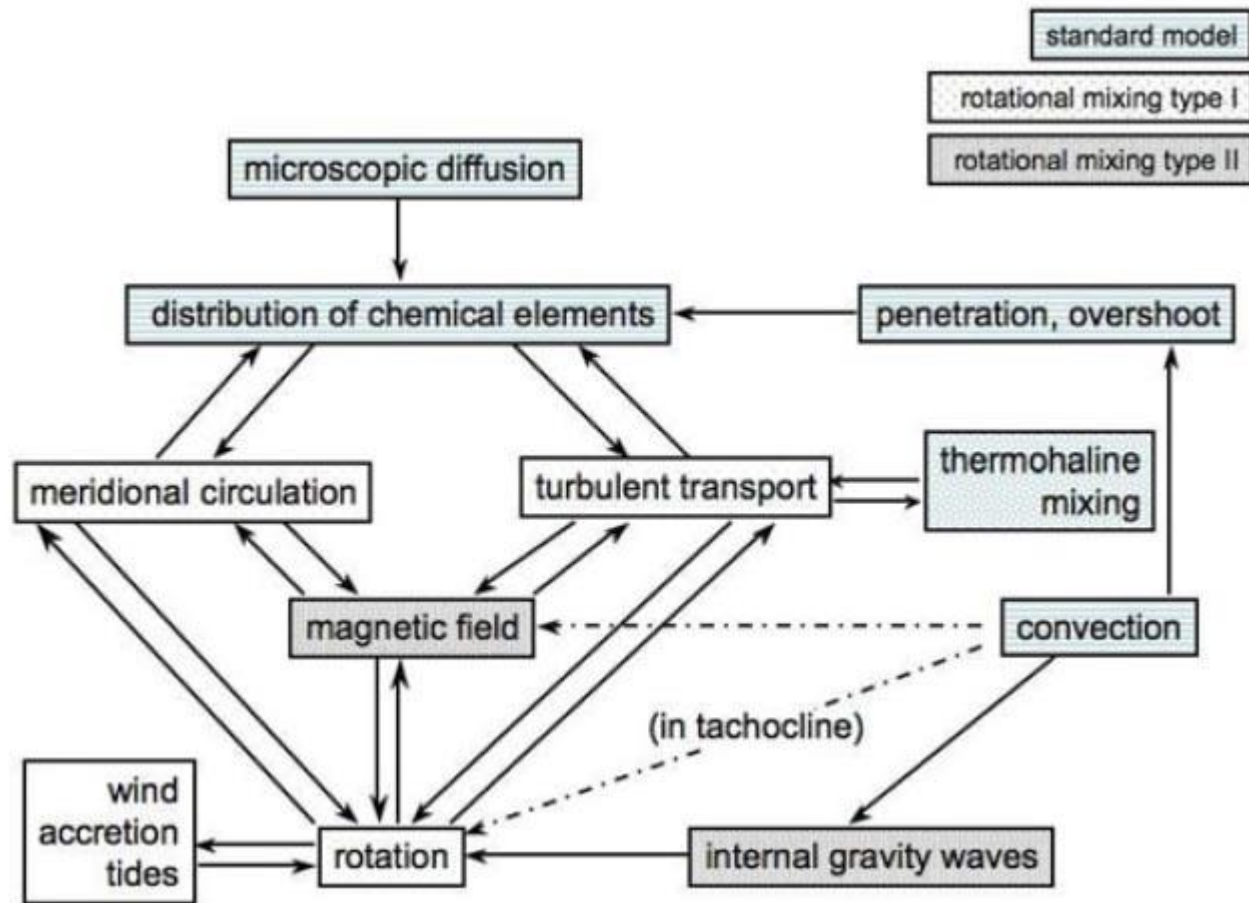 standard model
rotational mixing type I
rotational mixing type II
microscopic diffusion
distribution of chemical elements
penetration, overshoot
meridional circulation
turbulent transport
thermohaline
mixing
magnetic field
convection
(in tachocline)
wind
accretion
tides
rotation
internal gravity waves